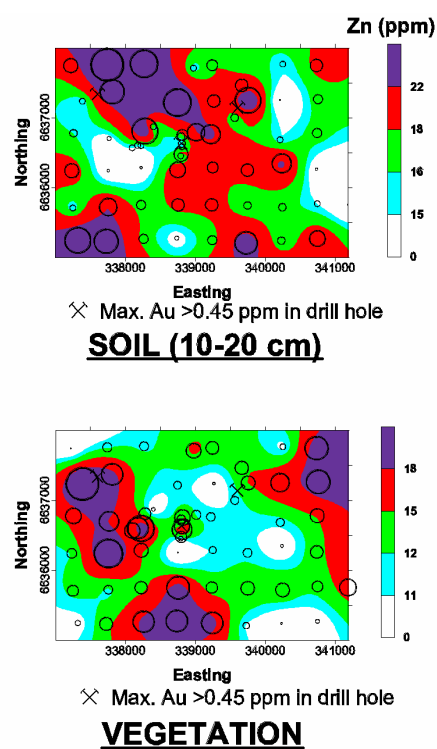 Zn (ppm)
22
18
16
15
0
Northing
6637000
6636000
338000 339000 340000 341000
Easting
Max. Au >0.45 ppm in drill hole
SOIL (10-20 cm)
18
15
12
11
0
Northing
6637000
6636000
338000 339000 340000 341000
Easting
Max. Au >0.45 ppm in drill hole
VEGETATION